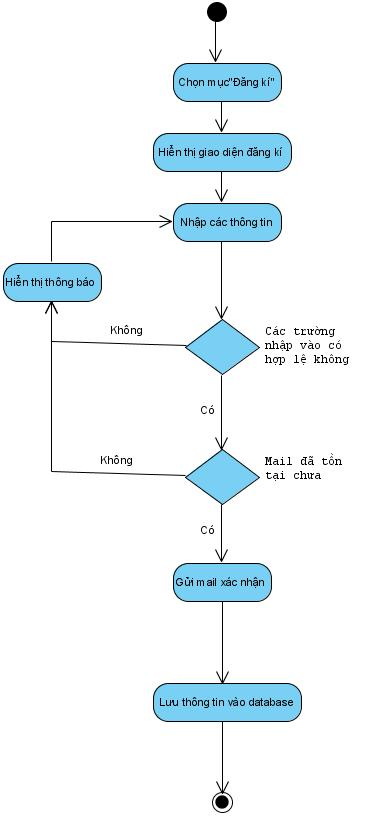 Chọn mục"Đăng kí"
Hiển thị giao diện đăng kí
Nhập các thông tin
Hiển thị thông báo
Không
Các trường
nhập vào có
hợp lệ không
Có
Không
Mail đã tồn
tại chưa
Có
Gửi mail xác nhận
Lưu thông tin vào database